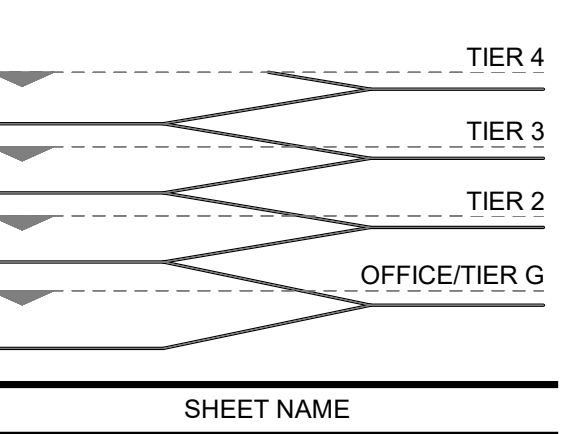 TIER 4
TIER 3
TIER 2
OFFICE/TIER G
SHEET NAME